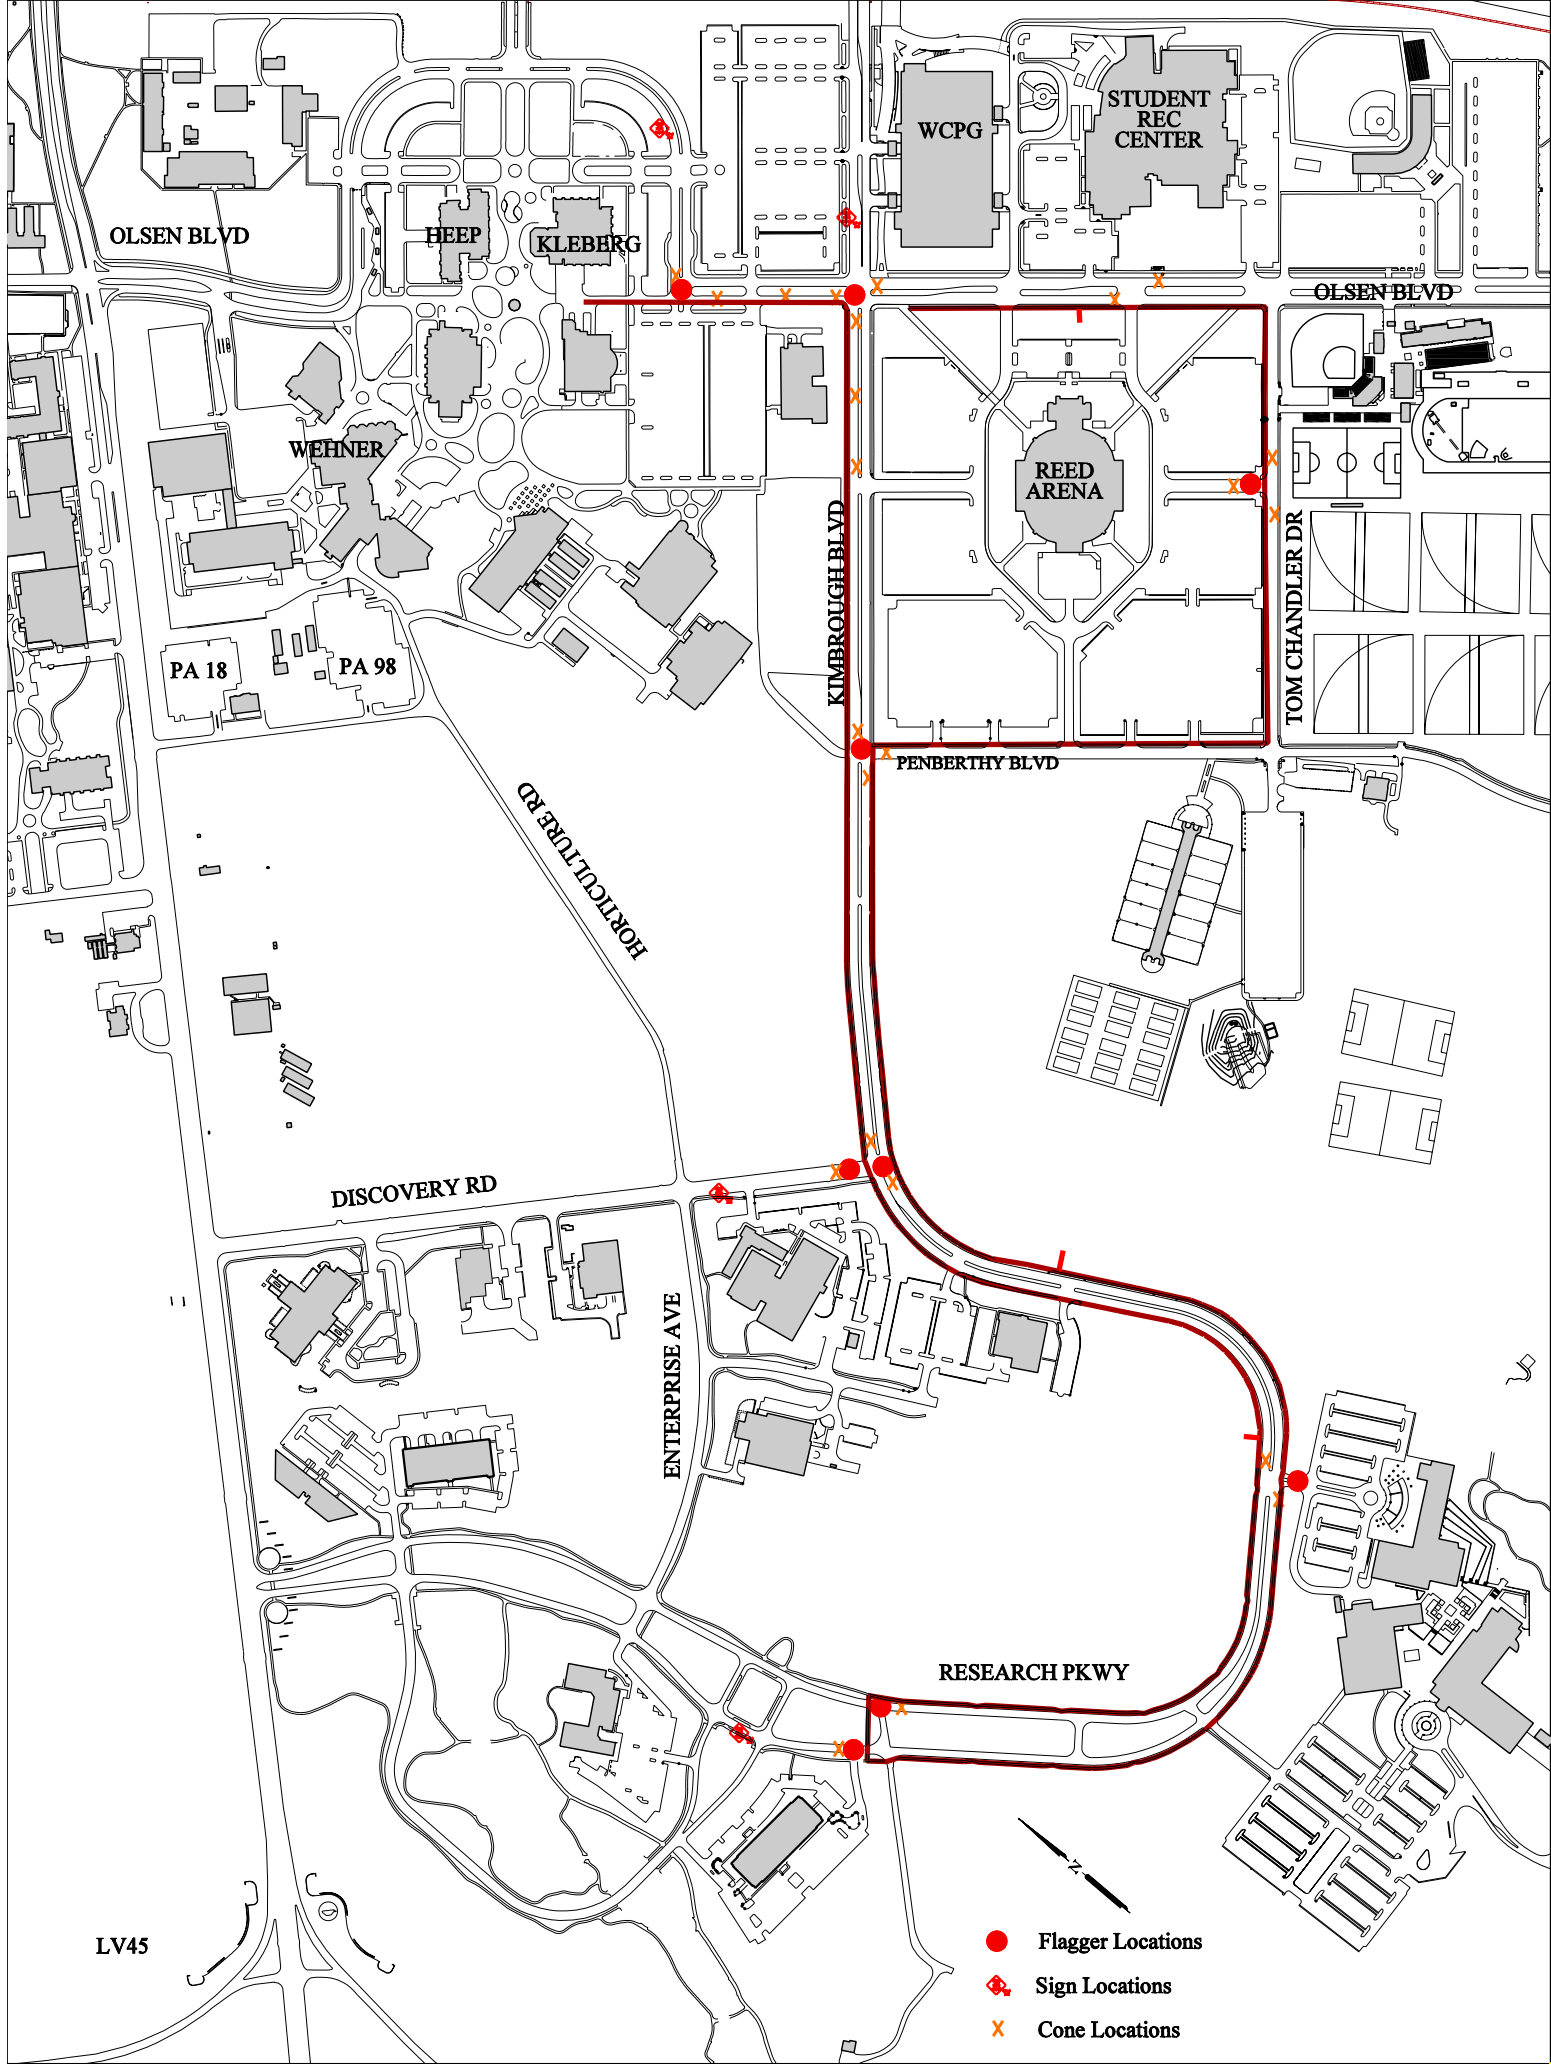 STUDENT
REC
CENTER
WCPG
OLSEN BLVD
HEEP
KLEBERG
OLSEN BLVD
WEHNER
REED
ARENA
KIMBROUGH BLVD
TOM CHANDLER DR
PA 18
PA 98
PENBERTHY BLVD
HORTICULTURE RD
DISCOVERY RD
ENTERPRISE AVE
RESEARCH PKWY
N
LV45
Flagger Locations
Sign Locations
Cone Locations